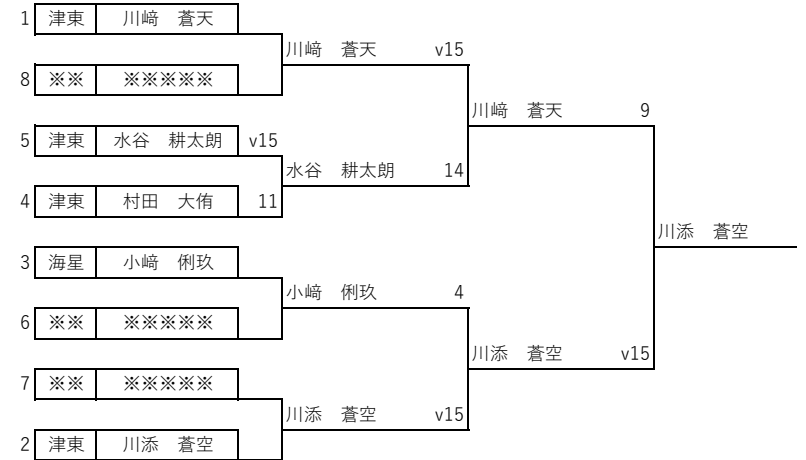 1 津東 川﨑　蒼天
川﨑　蒼天 v15
8 ※※ ※※※※※
川﨑　蒼天 9
5 津東 水谷　耕太朗 v15
水谷　耕太朗 14
4 津東 村田　大侑 11
川添　蒼空
3 海星 小﨑　俐玖
小﨑　俐玖 4
6 ※※ ※※※※※
川添　蒼空 v15
7 ※※ ※※※※※
川添　蒼空 v15
2 津東 川添　蒼空